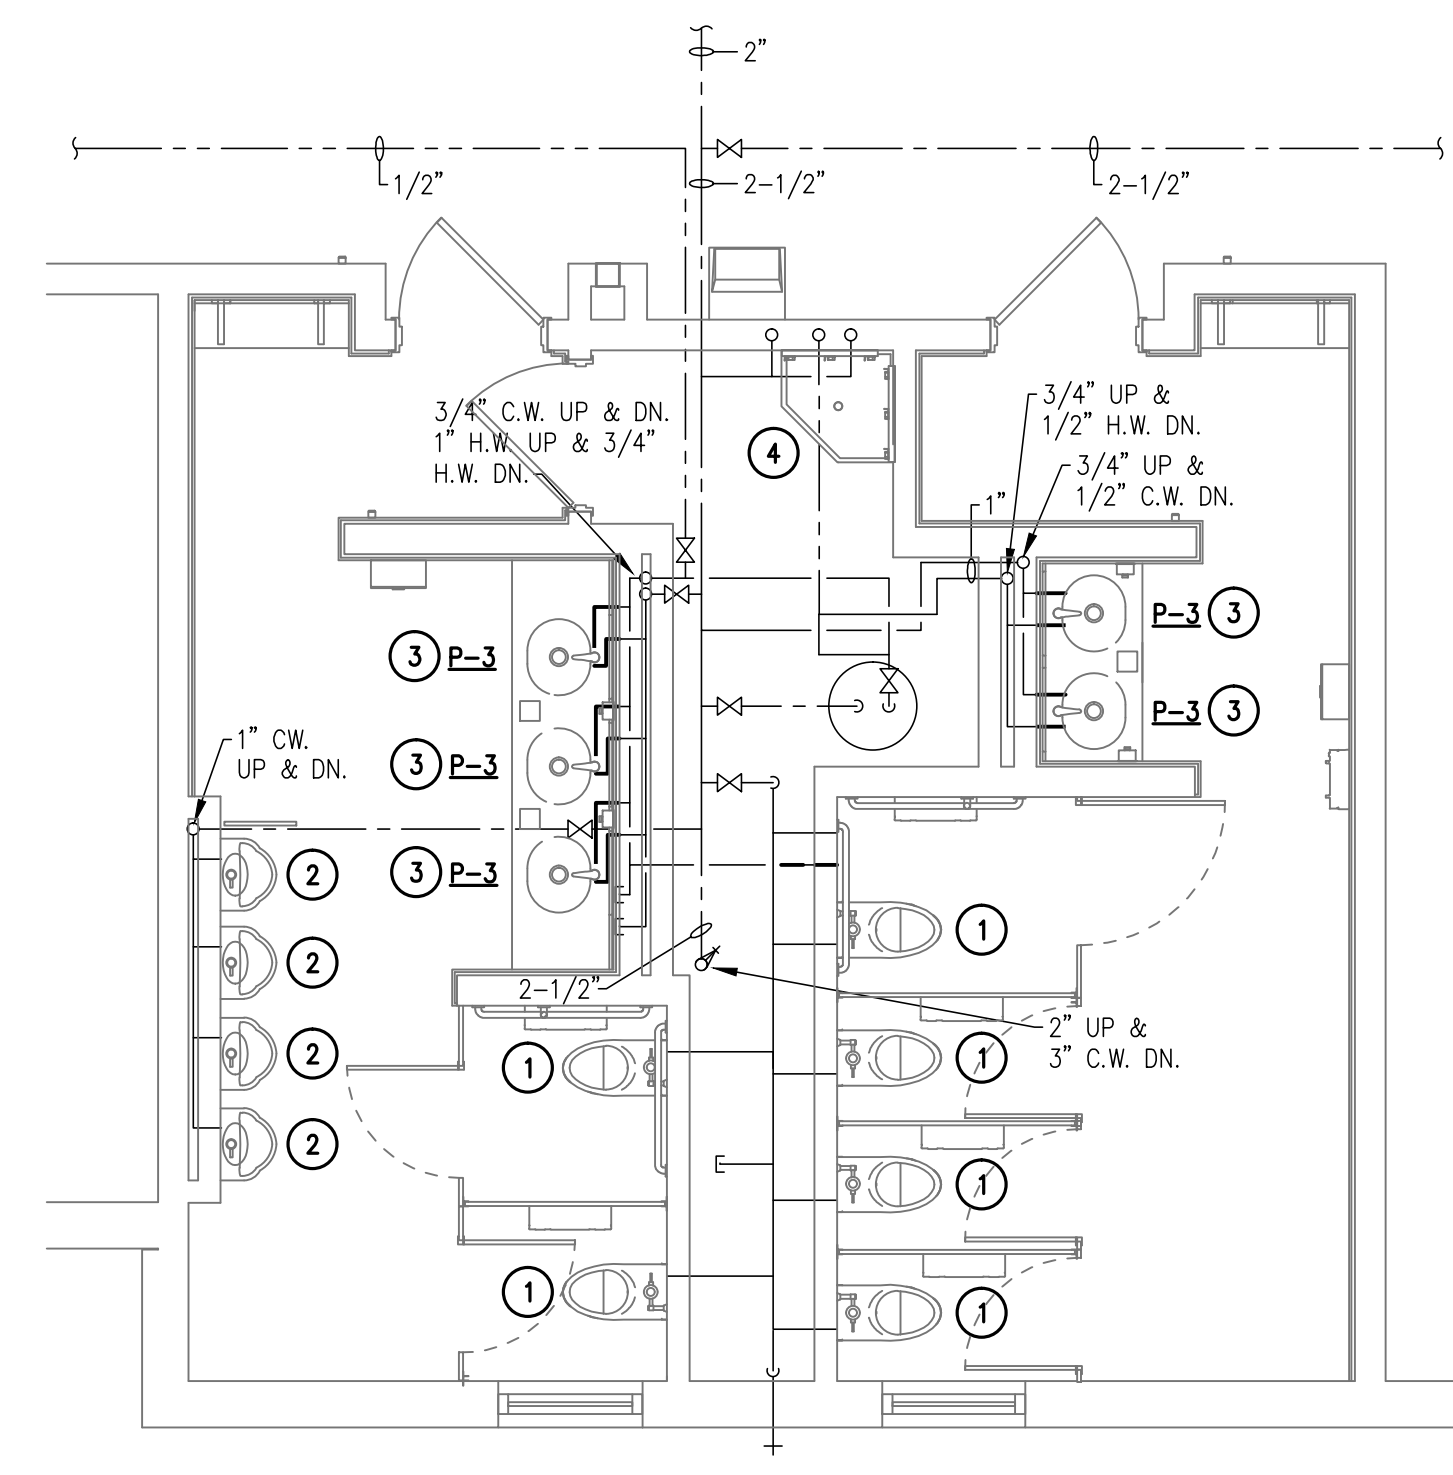 2”
1/2”
2-1/2”
2-1/2”
3/4” C.W. UP & DN.
1” H.W. UP & 3/4”
H.W. DN.
4
3/4” UP &
1/2” H.W. DN.
3/4” UP &
1/2” C.W. DN.
1”
3 P-3
P-3 3
3 P-3
P-3 3
3 P-3
1” CW.
UP & DN.
2
2
2
2
1
2-1/2”
2” UP &
3” C.W. DN.
1
1
1
1
1